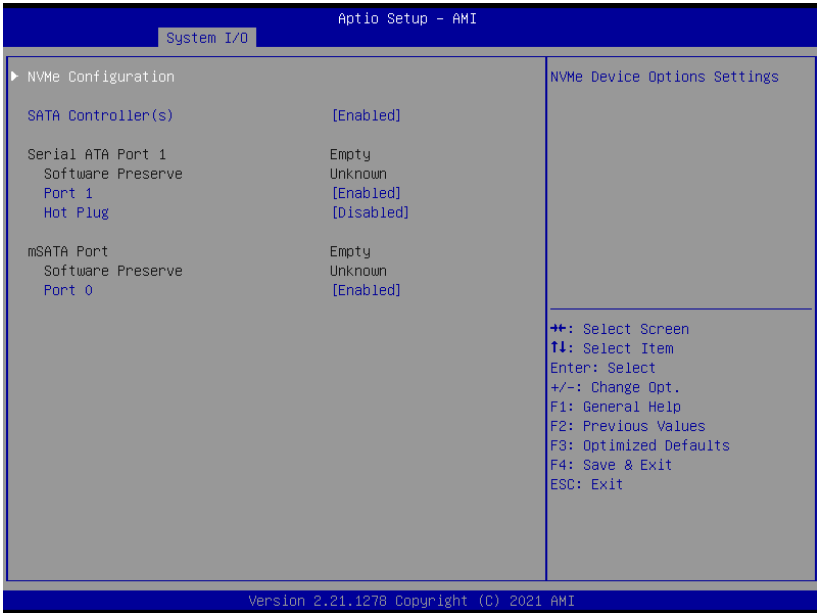 Aptio Setup – AMI
System I/O
NVMe Configuration
SATA Controller(s) [Enabled]
Serial ATA Port 1 Empty
Software Preserve Unknown
Port 1 [Enabled]
Hot Plug [Disabled]
mSATA Port Empty
Software Preserve Unknown
Port 0 [Enabled]
NVMe Device Options Settings
→←: Select Screen
↑↓: Select Item
Enter: Select
+/-: Change Opt.
F1: General Help
F2: Previous Values
F3: Optimized Defaults
F4: Save & Exit
ESC: Exit
Version 2.21.1278 Copyright (C) 2021 AMI